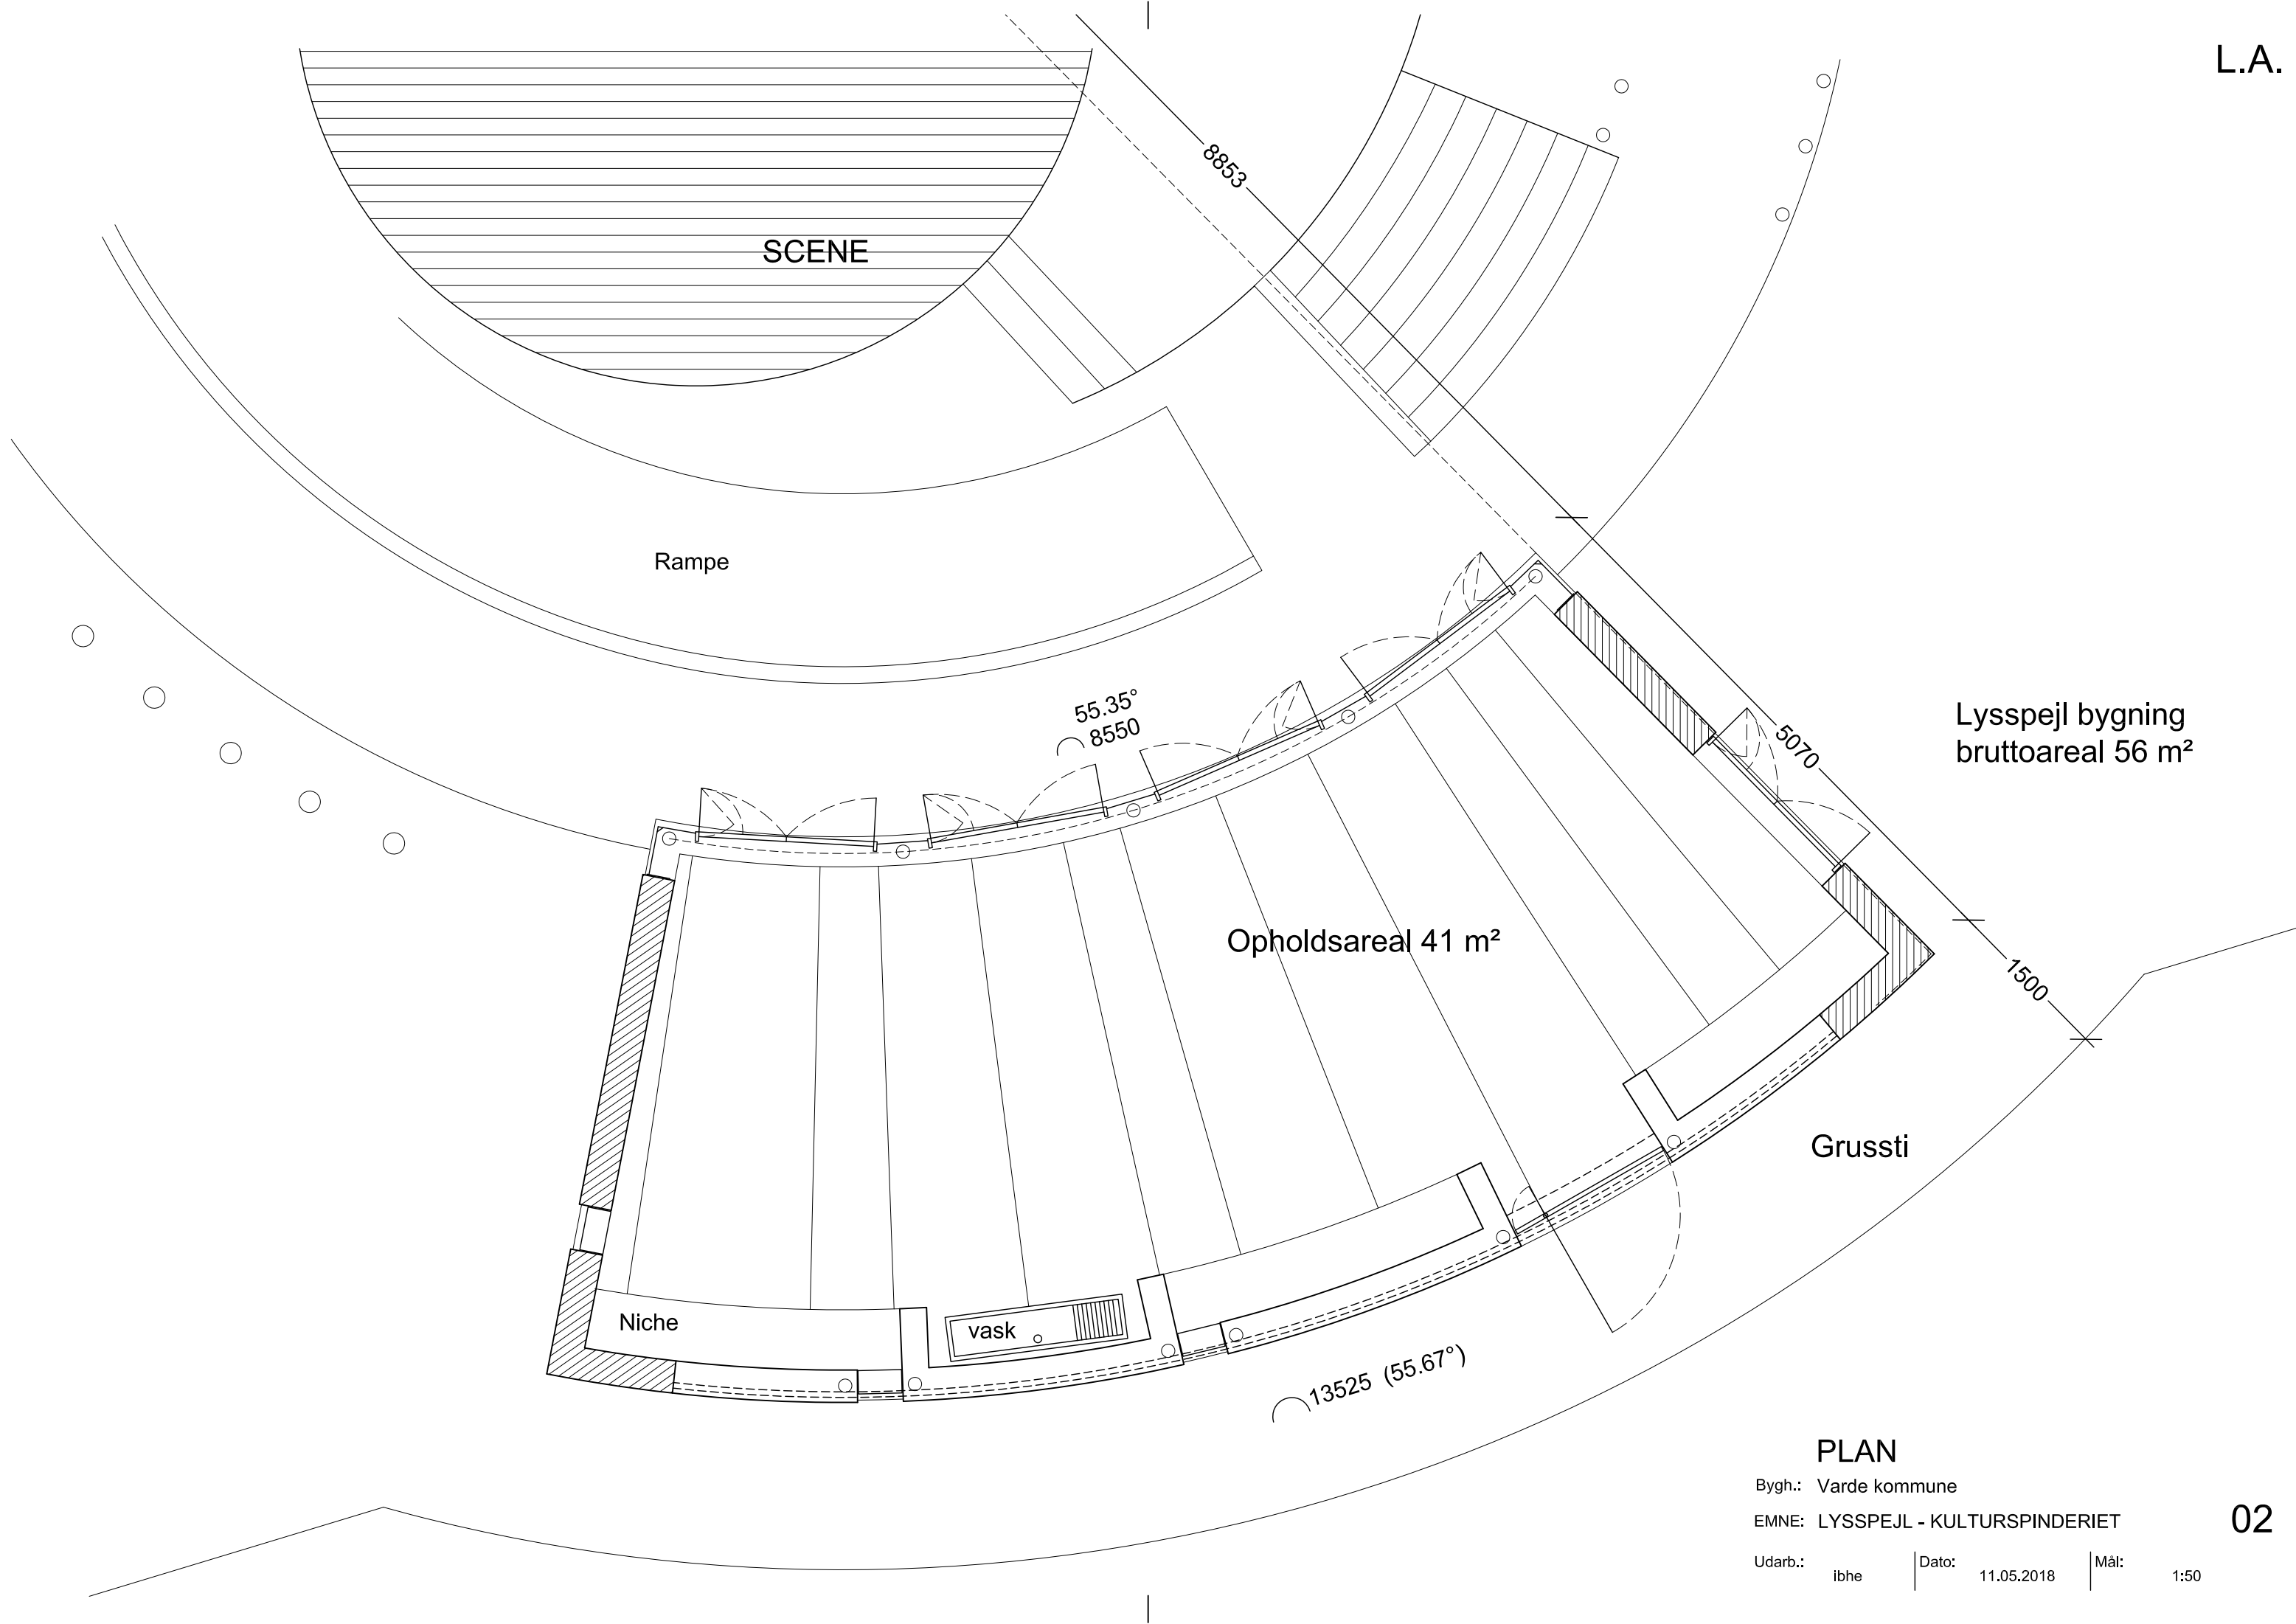 L.A.
8853
SCENE
Rampe
55.35°
8550
5070
Lysspejl bygning
bruttoareal 56 m²
Opholdsareal 41 m²
1500
Grussti
Niche
vask
13525 (55.67°)
PLAN
Bygh.: Varde kommune
EMNE: LYSSPEJL - KULTURSPINDERIET
02
Udarb.: ibhe Dato: 11.05.2018 Mål: 1:50